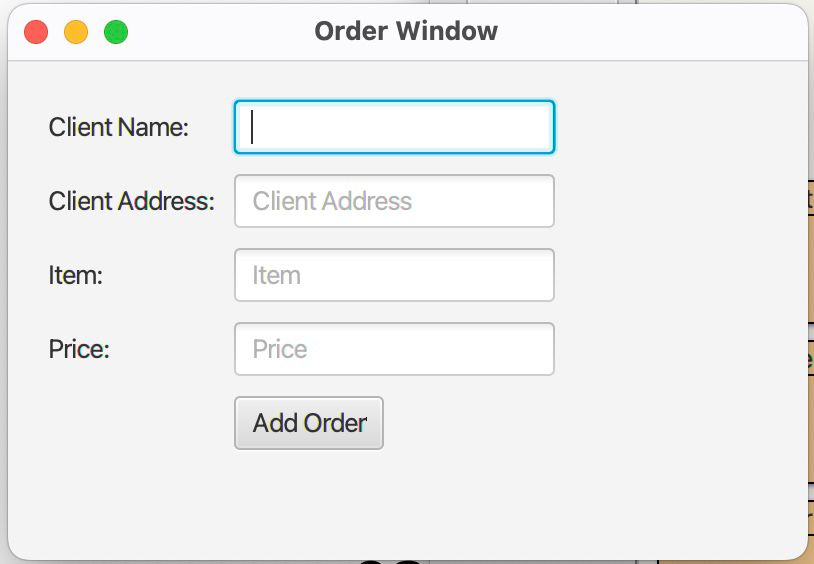 Order Window
Client Name:
Client Address: Client Address
Item: Item
Price: Price
Add Order